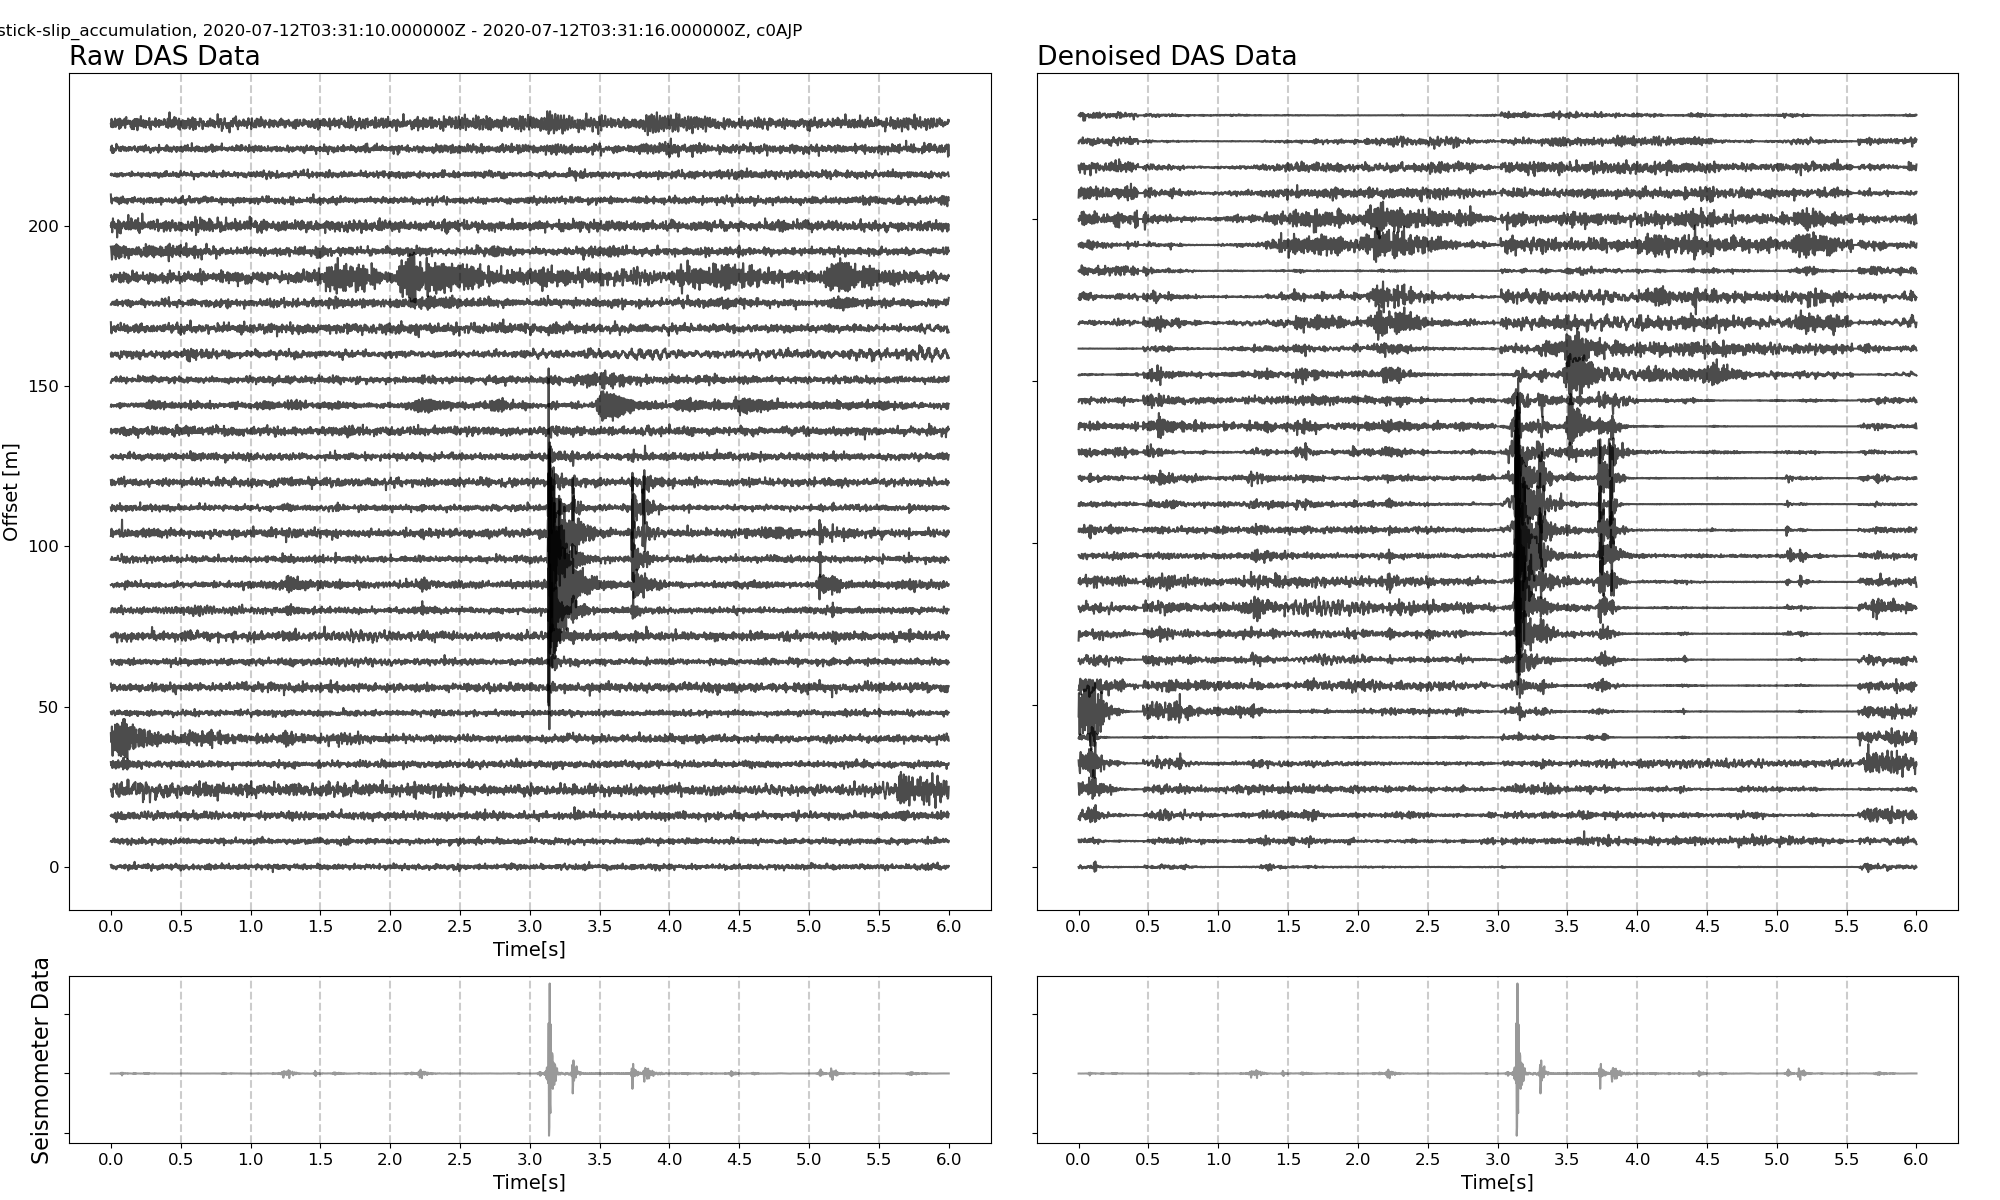 stick-slip_accumulation, 2020-07-12T03:31:10.000000Z - 2020-07-12T03:31:16.000000Z, c0AJP
Raw DAS Data
Denoised DAS Data
Offset [m]
200
150
100
50
0
0.0 0.5 1.0 1.5 2.0 2.5 3.0 3.5 4.0 4.5 5.0 5.5 6.0
Time[s]
0.0 0.5 1.0 1.5 2.0 2.5 3.0 3.5 4.0 4.5 5.0 5.5 6.0
Seismometer Data
0.0 0.5 1.0 1.5 2.0 2.5 3.0 3.5 4.0 4.5 5.0 5.5 6.0
Time[s]
0.0 0.5 1.0 1.5 2.0 2.5 3.0 3.5 4.0 4.5 5.0 5.5 6.0
Time[s]